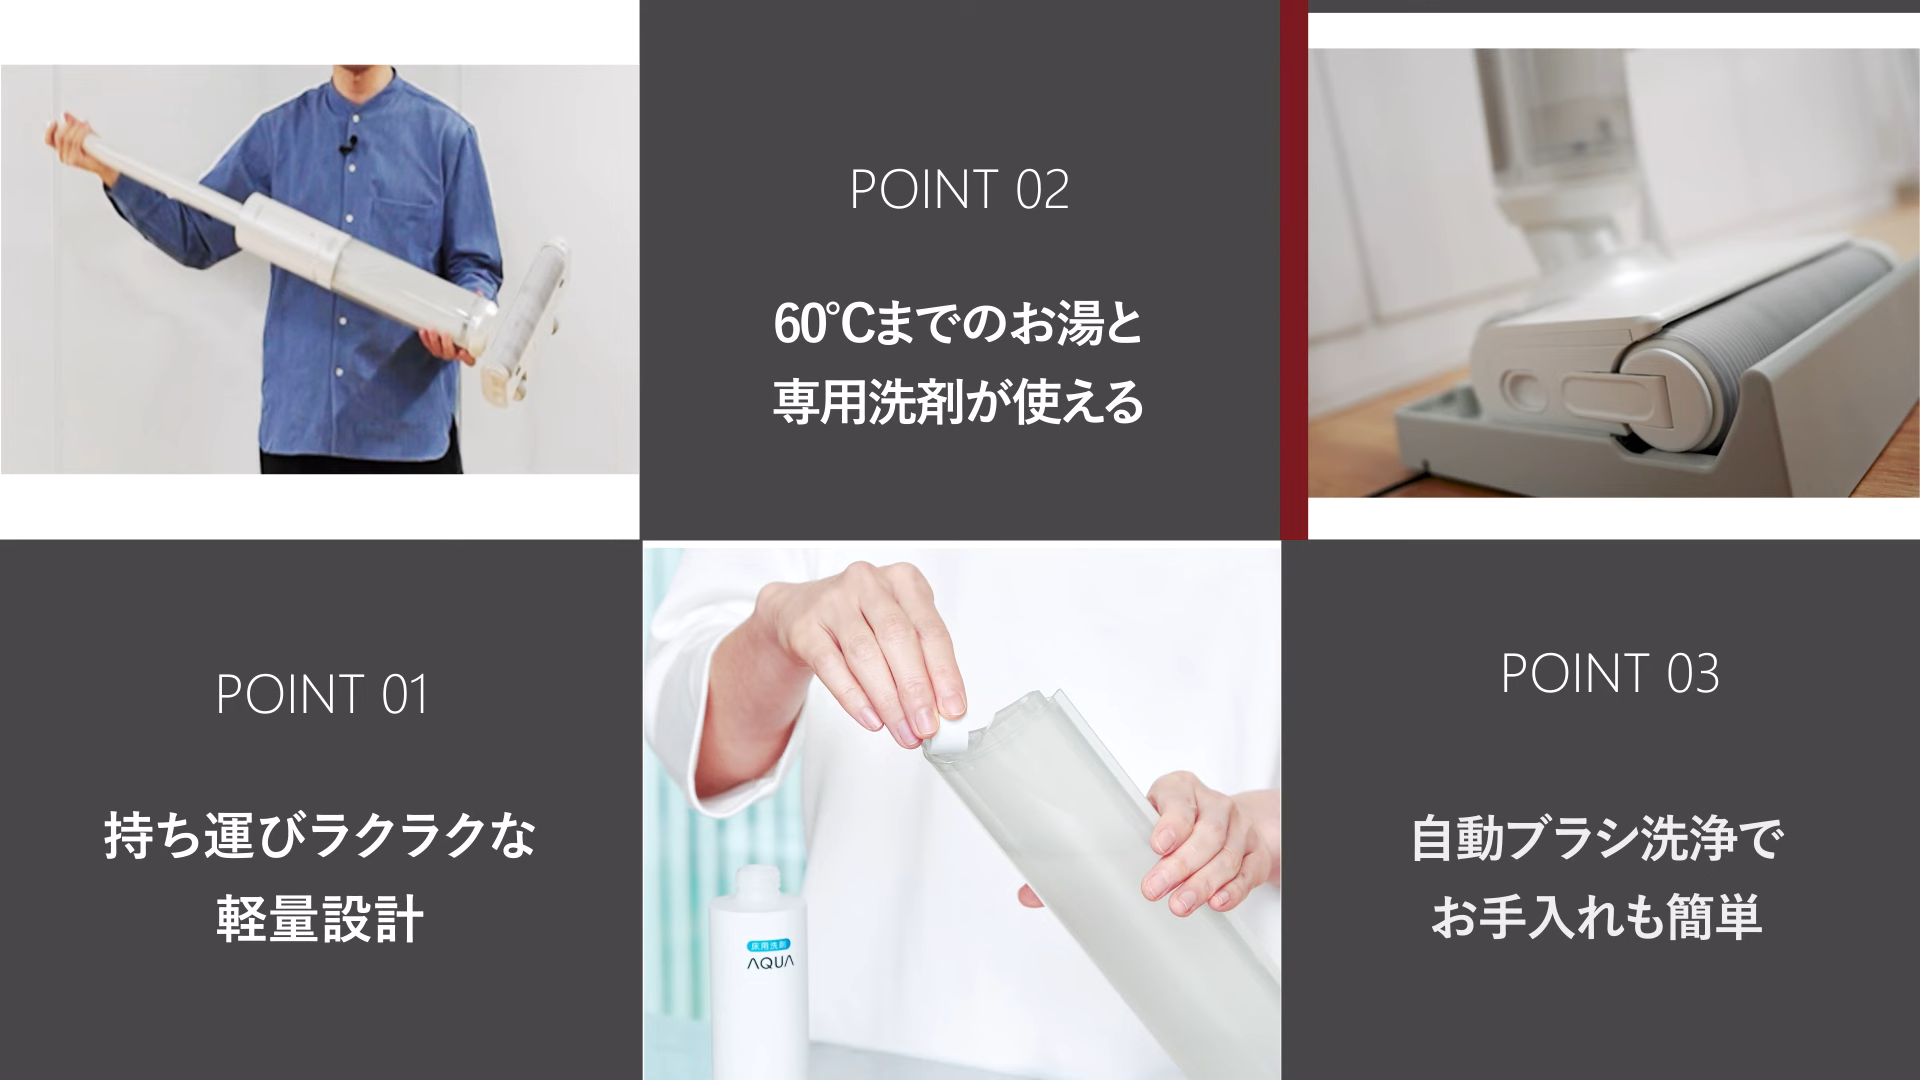 POINT 01
持ち運びラクラクな
軽量設計
POINT 02
60℃までのお湯と
専用洗剤が使える
床用洗剤
AQUA
POINT 03
自動ブラシ洗浄で
お手入れも簡単